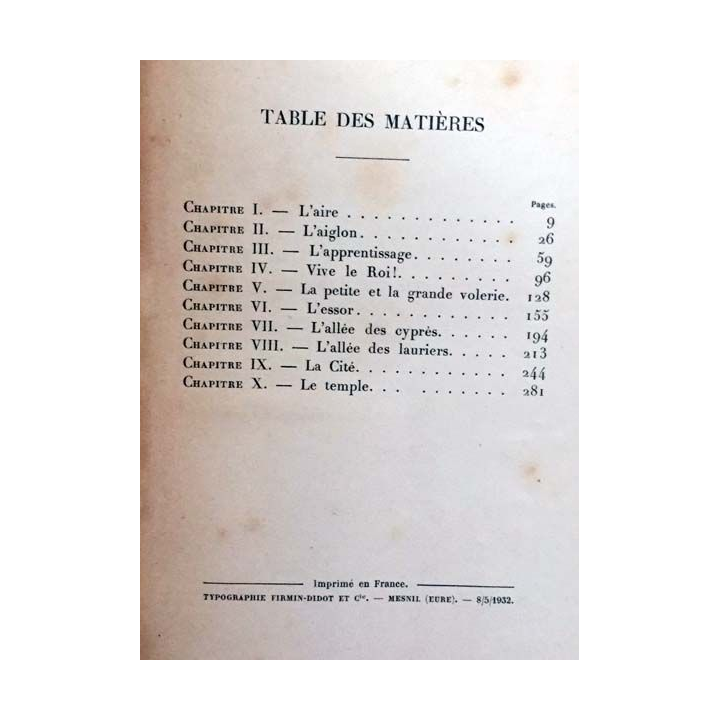 TABLE DES MATIÈRES
Pages.
CHAPITRE I. — L'aire . . . . . . . . . . . . . . 9
CHAPITRE II. — L'aiglon. . . . . . . . . . . . . 26
CHAPITRE III. — L'apprentissage. . . . . . . . . 59
CHAPITRE IV. — Vive le Roi!. . . . . . . . . . 96
CHAPITRE V. — La petite et la grande volerie. 128
CHAPITRE VI. — L'essor. . . . . . . . . . . . . 155
CHAPITRE VII. — L'allée des cyprés. . . . . . . 194
CHAPITRE VIII. — L'allée des lauriers. . . . . . 213
CHAPITRE IX. — La Cité. . . . . . . . . . . . . 244
CHAPITRE X. — Le temple. . . . . . . . . . . 281
Imprimé en France.
TYPOGRAPHIE FIRMIN-DIDOT ET Cie. — MESNIL (EURE). — 8/5/1932.